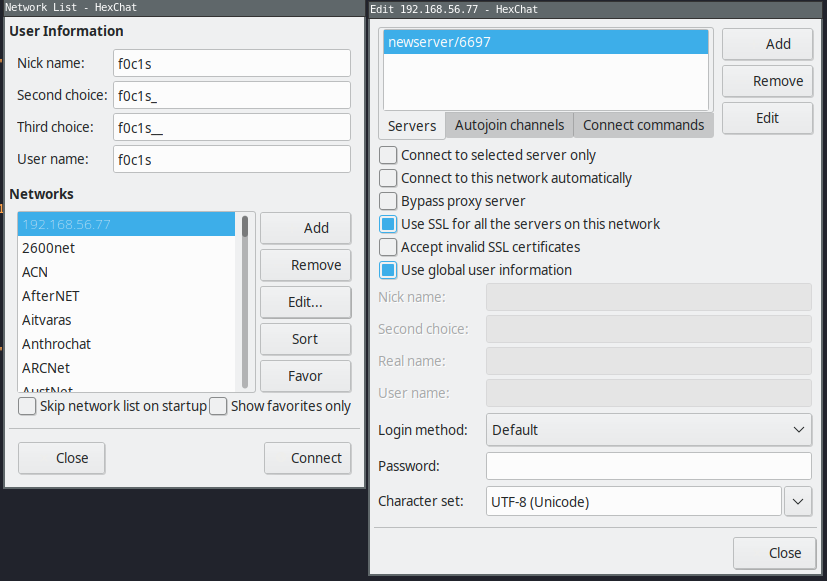 Network List - HexChat
User Information
Nick name: f0c1s
Second choice: f0c1s_
Third choice: f0c1s__
User name: f0c1s
Networks
192.168.56.77
2600net
ACN
AfterNET
Aitvaras
Anthrochat
ARCNet
AustNet
Add
Remove
Edit...
Sort
Favor
Skip network list on startup
Show favorites only
Close
Connect
Edit 192.168.56.77 - HexChat
newserver/6697
Add
Remove
Edit
Servers
Autojoin channels
Connect commands
Connect to selected server only
Connect to this network automatically
Bypass proxy server
Use SSL for all the servers on this network
Accept invalid SSL certificates
Use global user information
Nick name:
Second choice:
Real name:
User name:
Login method: Default
Password:
Character set: UTF-8 (Unicode)
Close